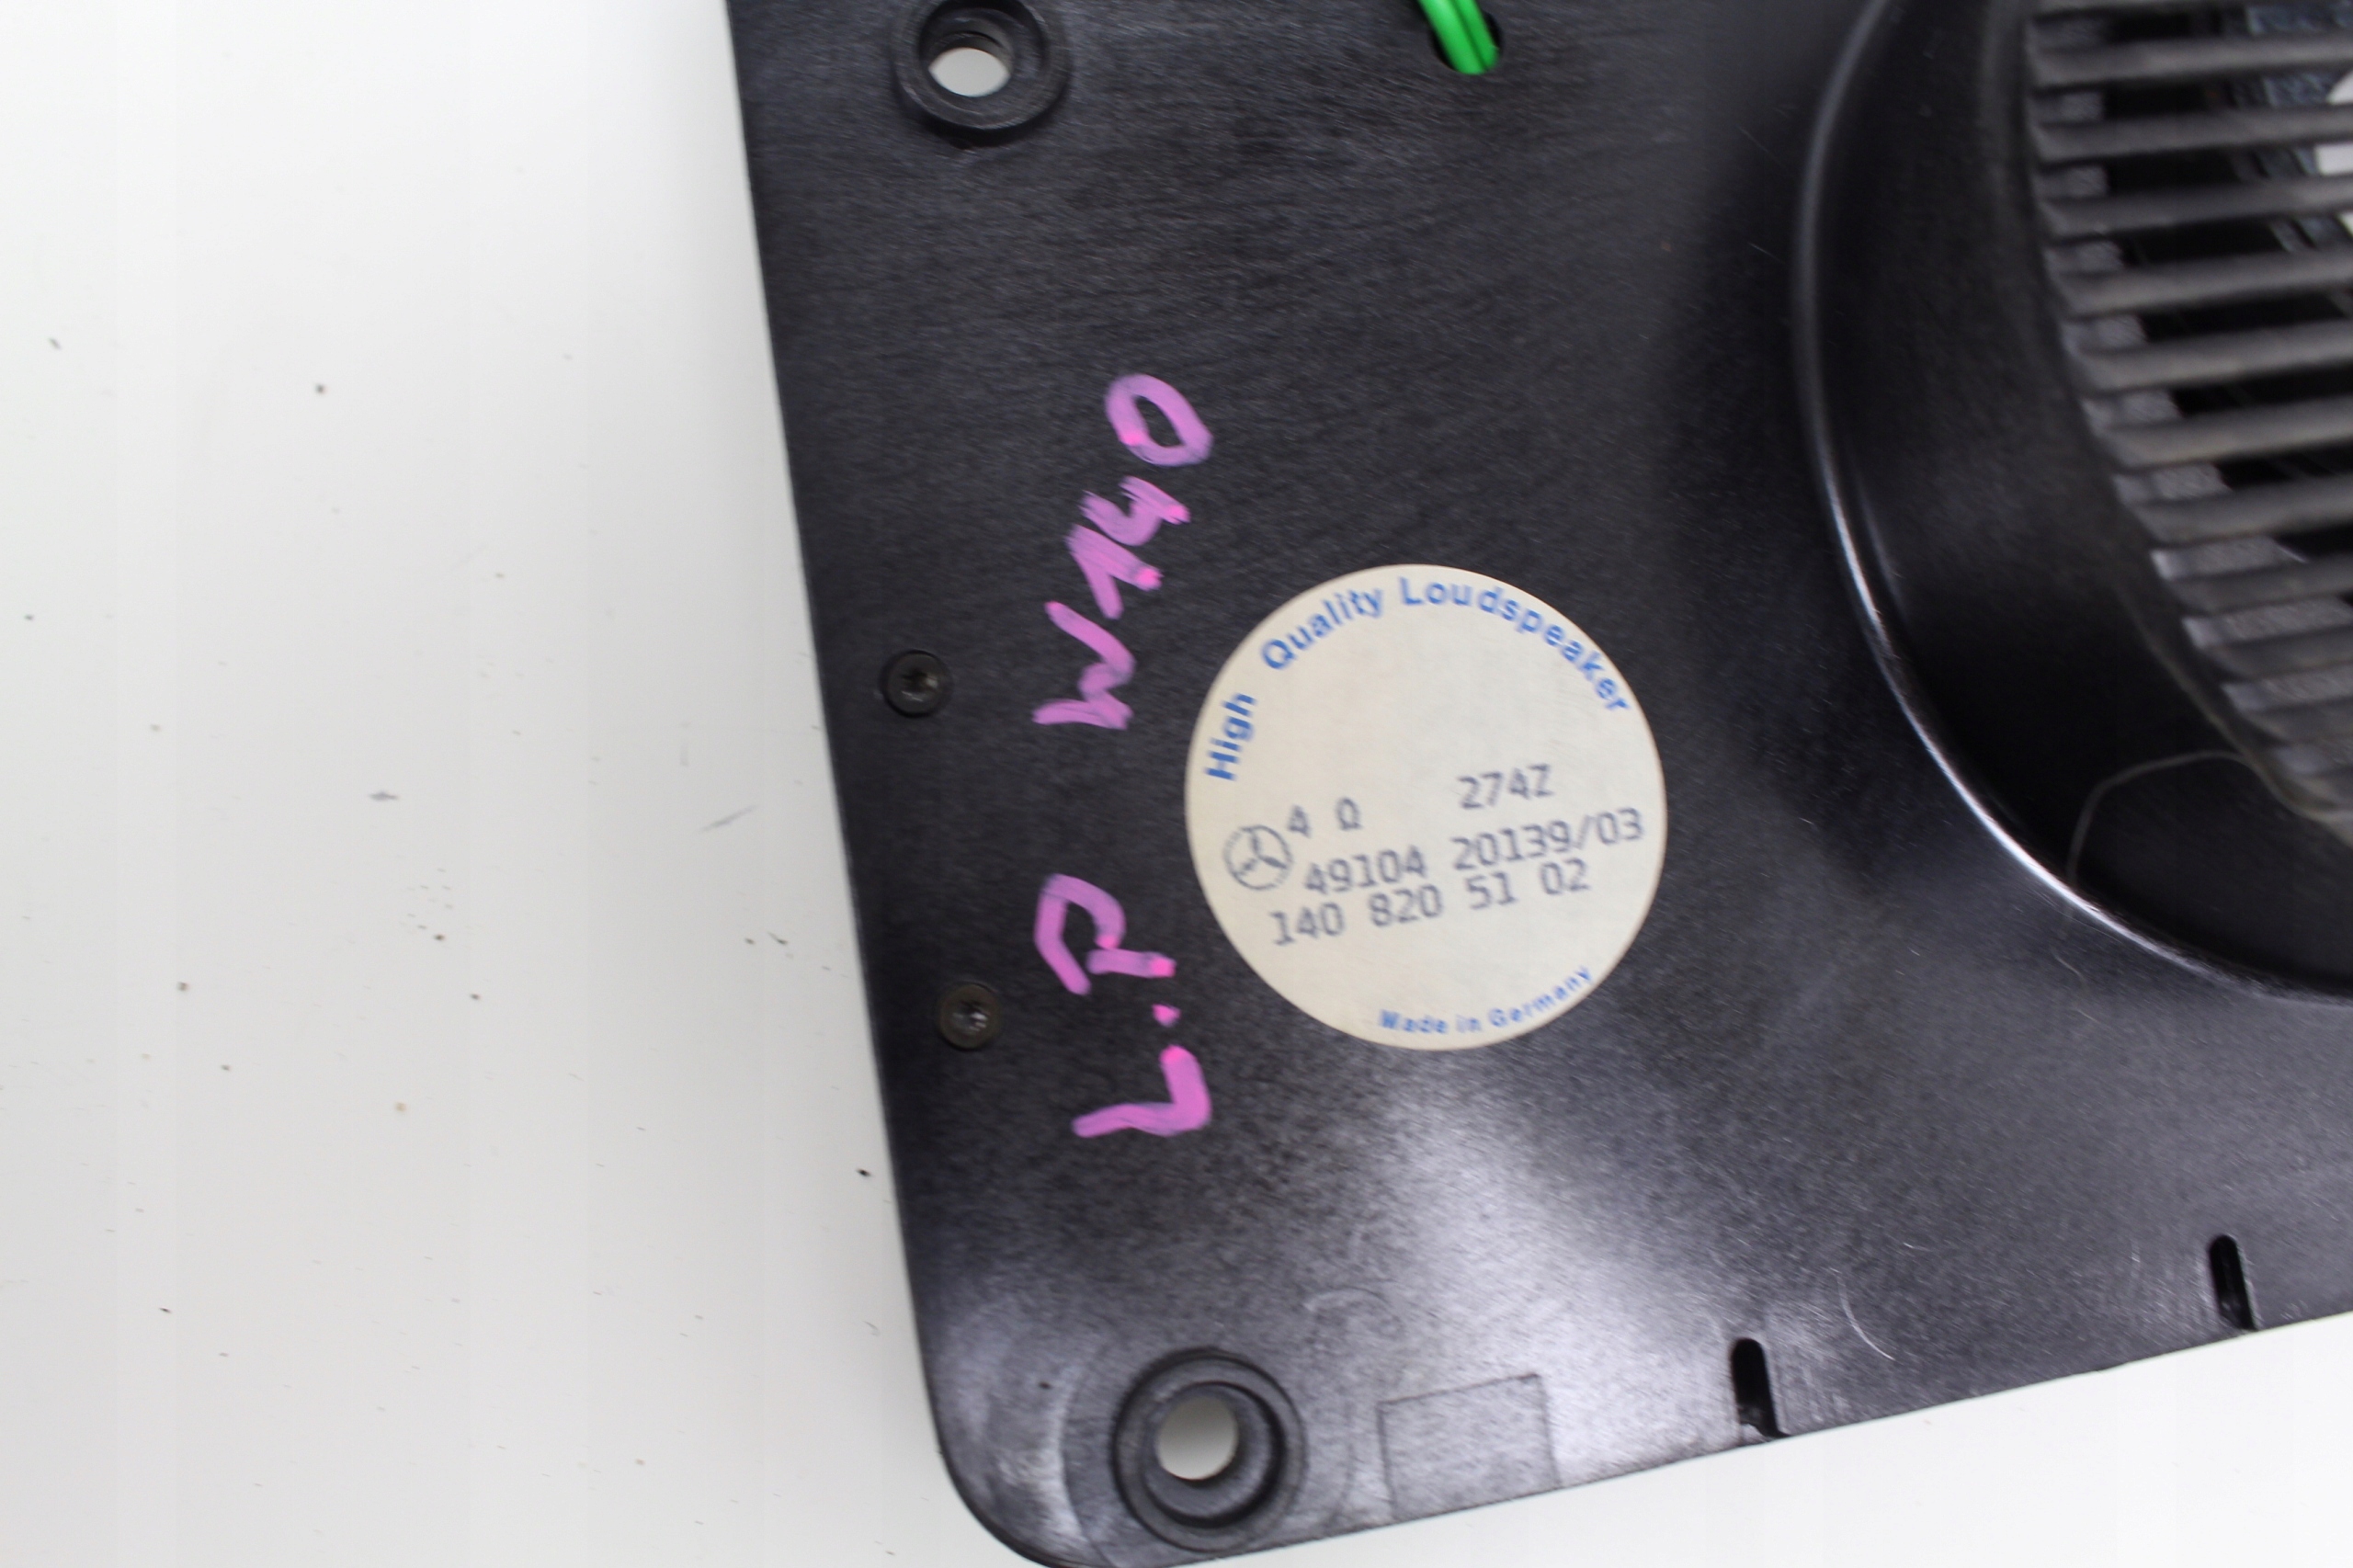 L.P W140
High Quality Loudspeaker
4 Ω 274Z
49104 20139/03
140 820 51 02
Made in Germany